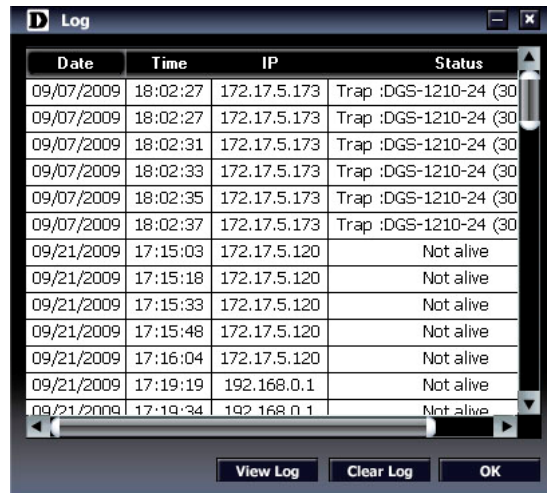 D Log
Date Time IP Status
09/07/2009 18:02:27 172.17.5.173 Trap :DGS-1210-24 (30
09/07/2009 18:02:27 172.17.5.173 Trap :DGS-1210-24 (30
09/07/2009 18:02:31 172.17.5.173 Trap :DGS-1210-24 (30
09/07/2009 18:02:33 172.17.5.173 Trap :DGS-1210-24 (30
09/07/2009 18:02:35 172.17.5.173 Trap :DGS-1210-24 (30
09/07/2009 18:02:37 172.17.5.173 Trap :DGS-1210-24 (30
09/21/2009 17:15:03 172.17.5.120 Not alive
09/21/2009 17:15:18 172.17.5.120 Not alive
09/21/2009 17:15:33 172.17.5.120 Not alive
09/21/2009 17:15:48 172.17.5.120 Not alive
09/21/2009 17:16:04 172.17.5.120 Not alive
09/21/2009 17:19:19 192.168.0.1 Not alive
09/21/2009 17:19:34 192.168.0.1 Not alive
View Log Clear Log OK